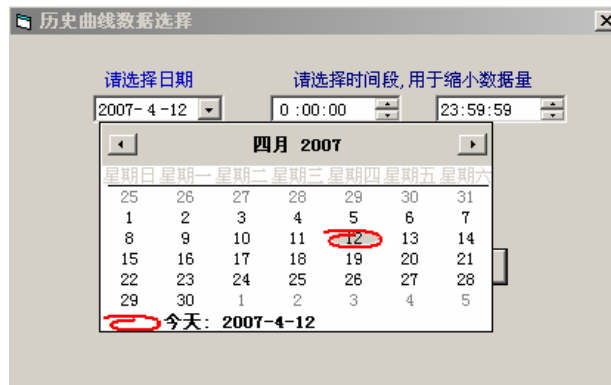 历史曲线数据选择
请选择日期 请选择时间段,用于缩小数据量
2007- 4 -12 0 :00:00 23:59:59
四月 2007
星期日 星期一 星期二 星期三 星期四 星期五 星期六
25 26 27 28 29 30 31
1 2 3 4 5 6 7
8 9 10 11 12 13 14
15 16 17 18 19 20 21
22 23 24 25 26 27 28
29 30 1 2 3 4 5
今天: 2007-4-12